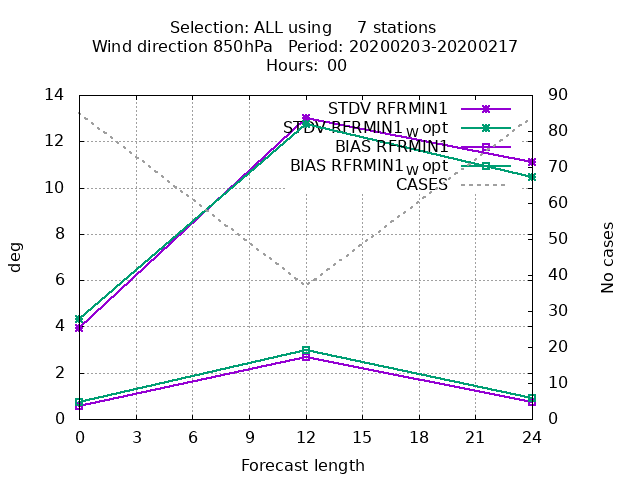 Selection: ALL using     7 stations
Wind direction 850hPa   Period: 20200203-20200217
Hours: 00
14
12
10
8
6
4
2
0
deg
90
80
70
60
50
40
30
20
10
0
No cases
STDV RFRMIN1
STDV RFRMIN1_w opt
BIAS RFRMIN1
BIAS RFRMIN1_w opt
CASES
0 3 6 9 12 15 18 21 24
Forecast length